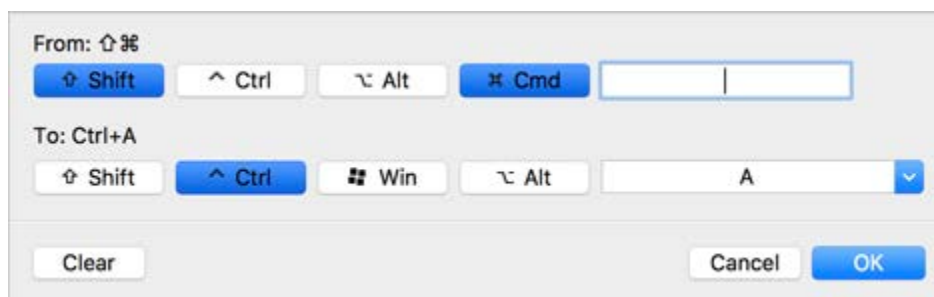 From: ⇧⌘
⇧ Shift ^ Ctrl ⌥ Alt ⌘ Cmd
To: Ctrl+A
⇧ Shift ^ Ctrl Win ⌥ Alt A
Clear Cancel OK